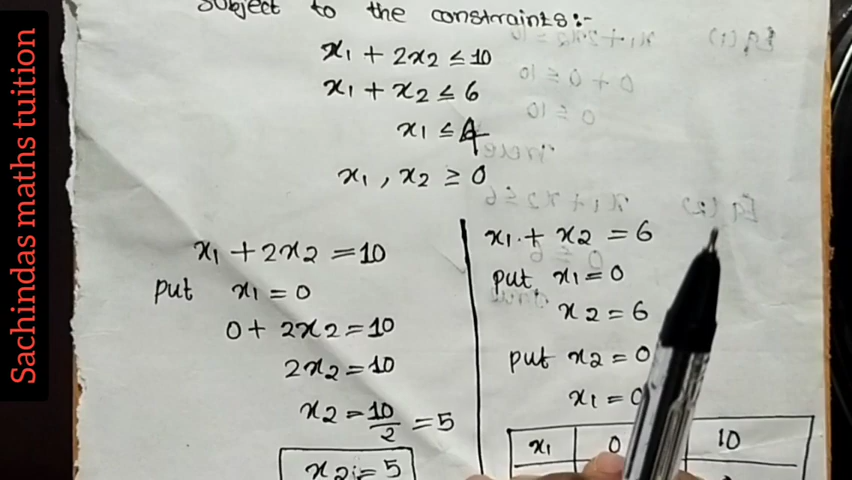 Sachindas maths tuition
Subject to the constraints:-
x1 + 2x2 ≤ 10
x1 + x2 ≤ 6
x1 ≤ 4
x1, x2 ≥ 0
x1 + 2x2 = 10
put x1 = 0
0 + 2x2 = 10
2x2 = 10
x2 = 10/2 = 5
x2 = 5
x1 + x2 = 6
put x1 = 0
x2 = 6
put x2 = 0
x1 = 0
x1 0 10